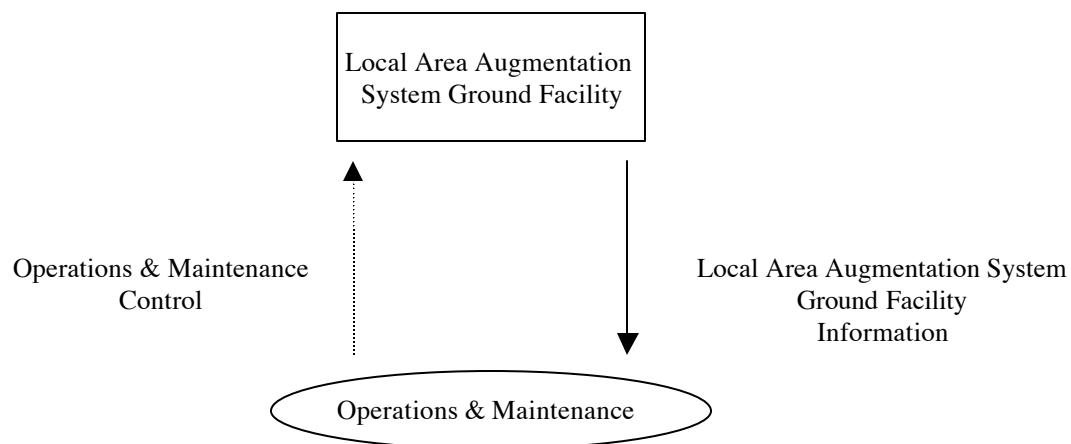 Local Area Augmentation
System Ground Facility
Operations & Maintenance
Control
Local Area Augmentation System
Ground Facility
Information
Operations & Maintenance